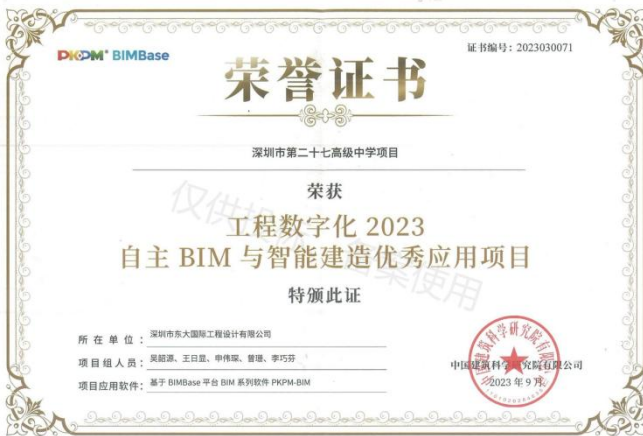 PKPM® BIMBase
证书编号：2023030071
荣誉证书
深圳市第二十七高级中学项目
荣获
工程数字化 2023
自主 BIM 与智能建造优秀应用项目
特颁此证
所在单位：深圳市东大国际工程设计有限公司
项目组人员：吴韶源、王日显、申伟琛、曾珊、李巧芬
项目应用软件：基于 BIMBase 平台 BIM 系列软件 PKPM-BIM
中国建筑科学研究院有限公司
2023 年 9 月